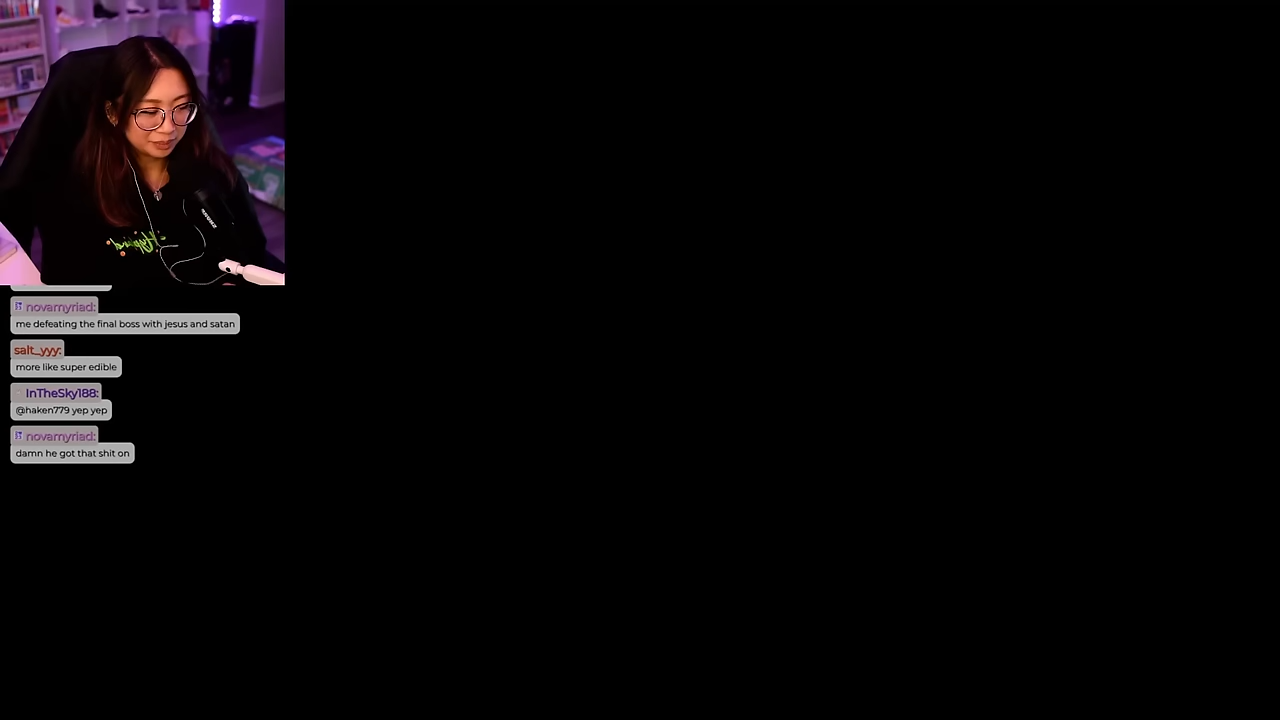 novamyriad:
me defeating the final boss with jesus and satan
salt_yyy:
more like super edible
InTheSky188:
@haken779 yep yep
novamyriad:
damn he got that shit on